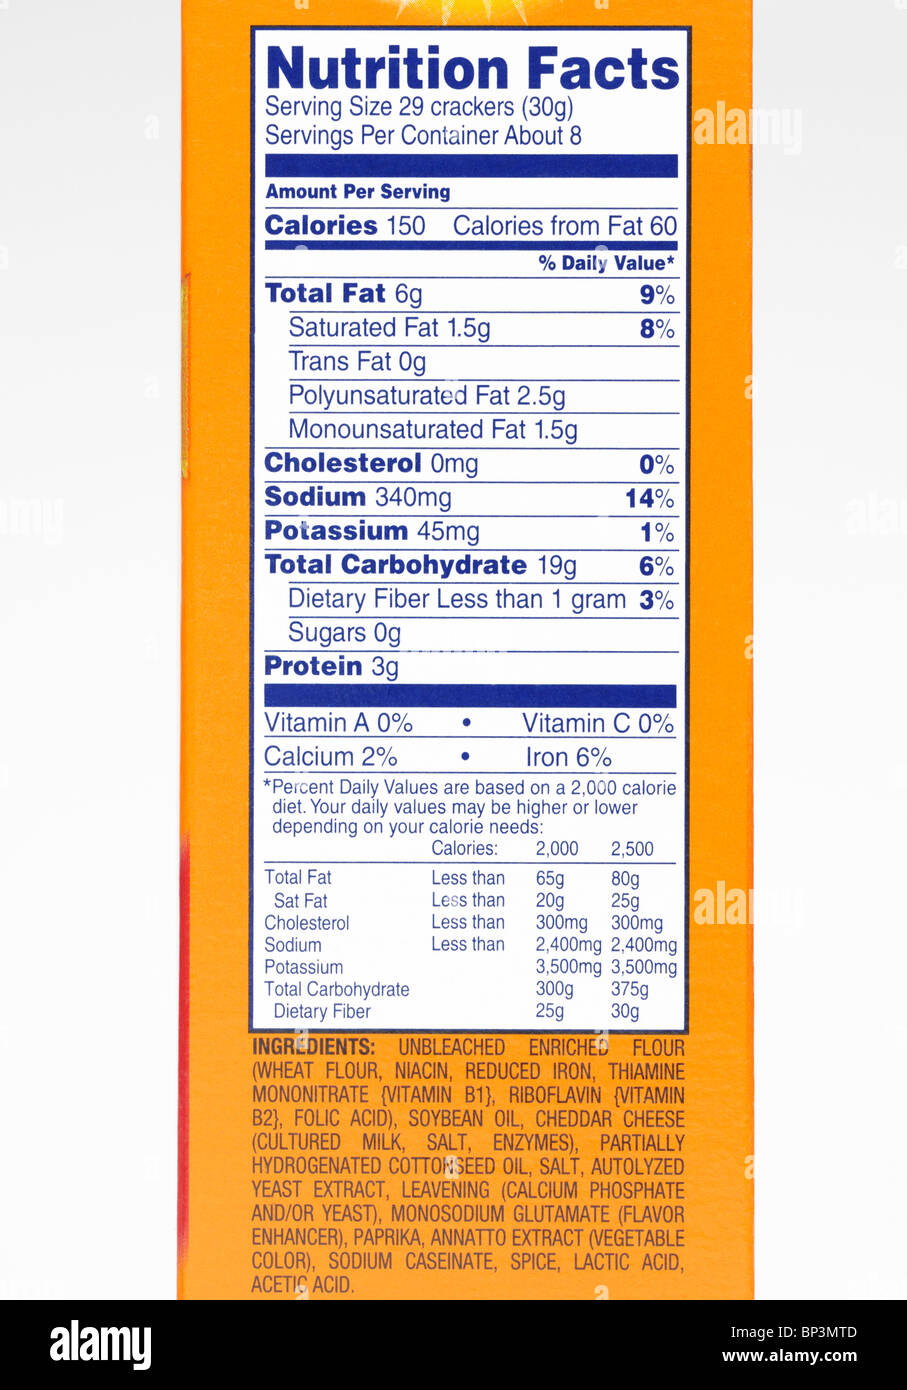 Nutrition Facts
Serving Size 29 crackers (30g)
Servings Per Container About 8
Amount Per Serving
Calories 150 Calories from Fat 60
% Daily Value*
Total Fat 6g 9%
Saturated Fat 1.5g 8%
Trans Fat 0g
Polyunsaturated Fat 2.5g
Monounsaturated Fat 1.5g
Cholesterol 0mg 0%
Sodium 340mg 14%
Potassium 45mg 1%
Total Carbohydrate 19g 6%
Dietary Fiber Less than 1 gram 3%
Sugars 0g
Protein 3g
Vitamin A 0% • Vitamin C 0%
Calcium 2% • Iron 6%
*Percent Daily Values are based on a 2,000 calorie
diet. Your daily values may be higher or lower
depending on your calorie needs:
Calories: 2,000 2,500
Total Fat Less than 65g 80g
Sat Fat Less than 20g 25g
Cholesterol Less than 300mg 300mg
Sodium Less than 2,400mg 2,400mg
Potassium 3,500mg 3,500mg
Total Carbohydrate 300g 375g
Dietary Fiber 25g 30g
INGREDIENTS: UNBLEACHED ENRICHED FLOUR
(WHEAT FLOUR, NIACIN, REDUCED IRON, THIAMINE
MONONITRATE {VITAMIN B1}, RIBOFLAVIN {VITAMIN
B2}, FOLIC ACID), SOYBEAN OIL, CHEDDAR CHEESE
(CULTURED MILK, SALT, ENZYMES), PARTIALLY
HYDROGENATED COTTONSEED OIL, SALT, AUTOLYZED
YEAST EXTRACT, LEAVENING (CALCIUM PHOSPHATE
AND/OR YEAST), MONOSODIUM GLUTAMATE (FLAVOR
ENHANCER), PAPRIKA, ANNATTO EXTRACT (VEGETABLE
COLOR), SODIUM CASEINATE, SPICE, LACTIC ACID,
ACETIC ACID.
alamy
alamy
a
a
alamy
Image ID: BP3MTD
www.alamy.com